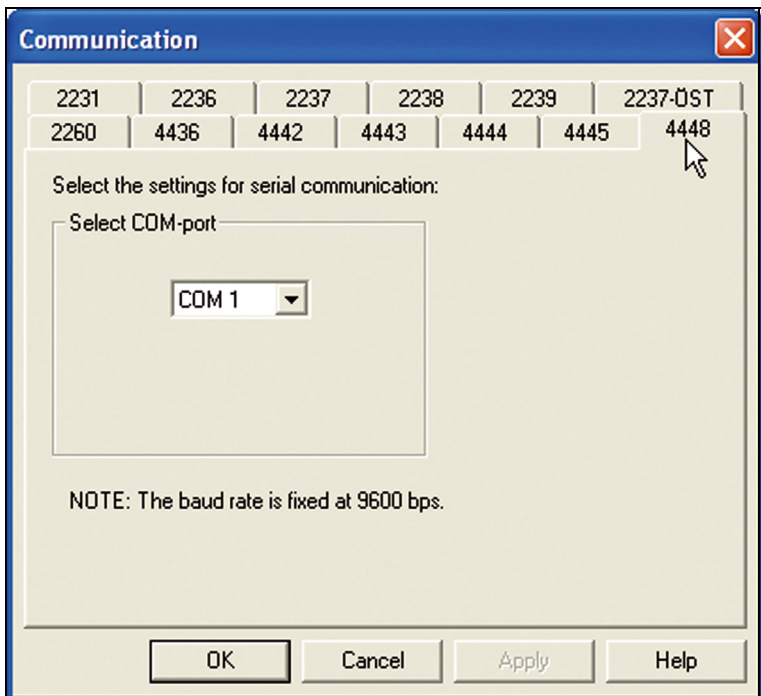 Communication
2231 2236 2237 2238 2239 2237-ÖST
2260 4436 4442 4443 4444 4445 4448
Select the settings for serial communication:
Select COM-port
COM 1
NOTE: The baud rate is fixed at 9600 bps.
OK Cancel Apply Help